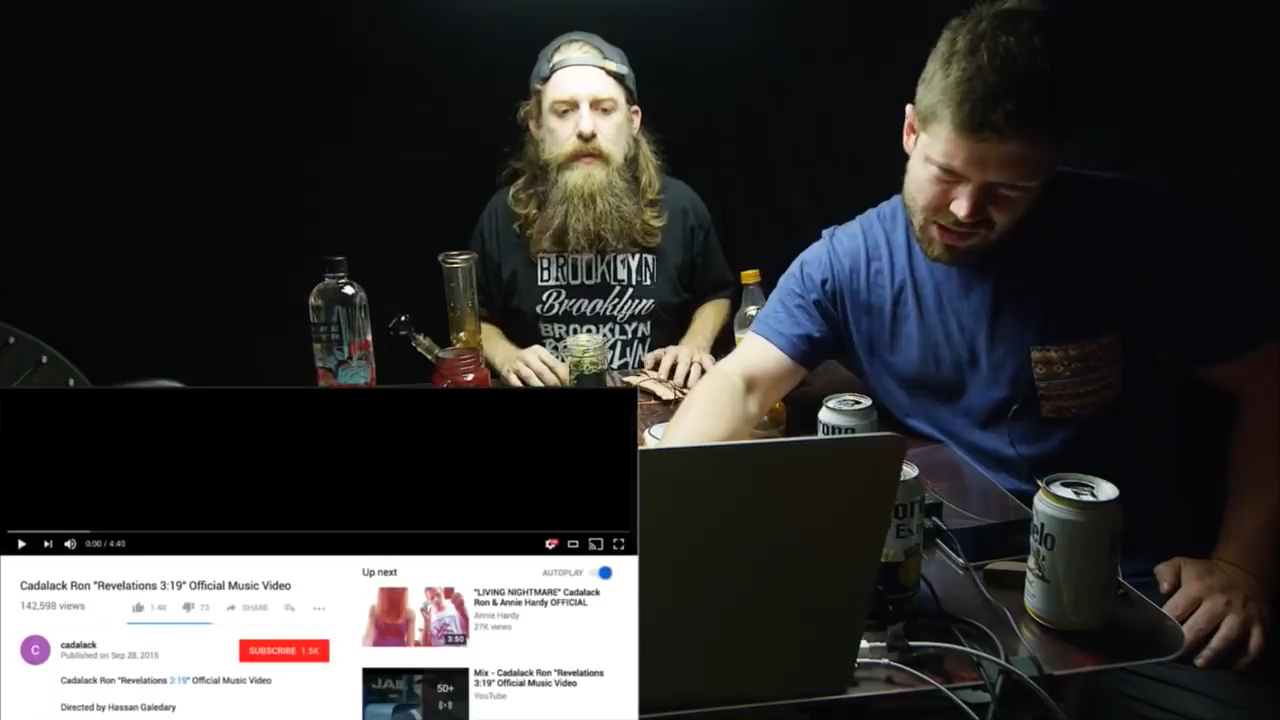 BROOKLYN
Brooklyn
BROOKLYN
0:00 / 4:40
Cadalack Ron "Revelations 3:19" Official Music Video
142,598 views
1.4K
73
SHARE
C
cadalack
Published on Sep 28, 2015
SUBSCRIBE 1.5K
Cadalack Ron "Revelations 3:19" Official Music Video
Directed by Hassan Galedary
Up next
AUTOPLAY
"LIVING NIGHTMARE" Cadalack
Ron & Annie Hardy OFFICIAL
Annie Hardy
27K views
3:50
Mix - Cadalack Ron "Revelations
3:19" Official Music Video
YouTube
50+
JAIL
elo